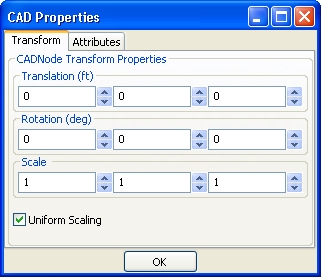 CAD Properties
Transform Attributes
CADNode Transform Properties
Translation (ft)
0 0 0
Rotation (deg)
0 0 0
Scale
1 1 1
Uniform Scaling
OK